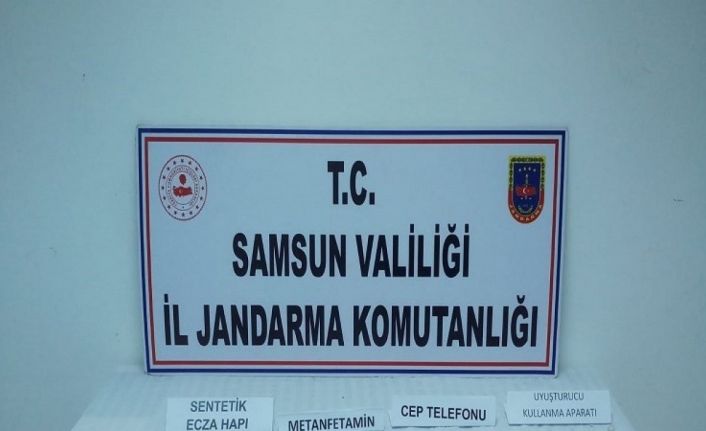 T.C.
SAMSUN VALİLİĞİ
İL JANDARMA KOMUTANLIĞI
SENTETİK
ECZA HAPI
METANFETAMİN
CEP TELEFONU
UYUŞTURUCU
KULLANMA APARATI